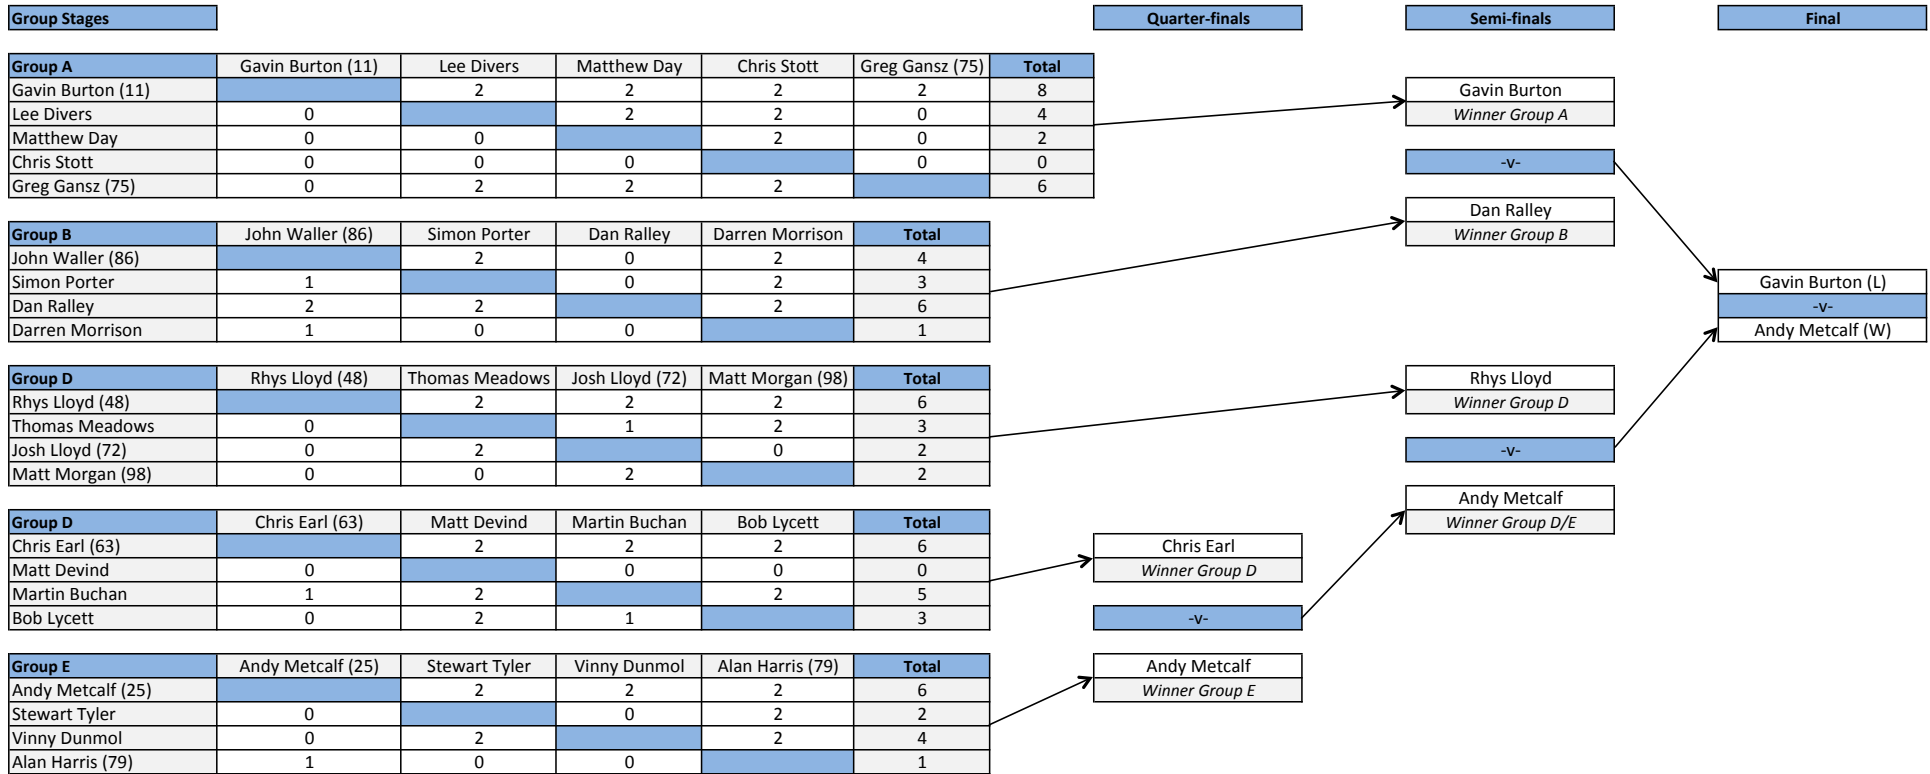 Group Stages Quarter-finals Semi-finals Final
Group A Gavin Burton (11) Lee Divers Matthew Day Chris Stott Greg Gansz (75) Total
Gavin Burton (11) 2 2 2 2 8
Lee Divers 0 2 2 0 4
Matthew Day 0 0 2 0 2
Chris Stott 0 0 0 0 0
Greg Gansz (75) 0 2 2 2 6
Group B John Waller (86) Simon Porter Dan Ralley Darren Morrison Total
John Waller (86) 2 0 2 4
Simon Porter 1 0 2 3
Dan Ralley 2 2 2 6
Darren Morrison 1 0 0 1
Group D Rhys Lloyd (48) Thomas Meadows Josh Lloyd (72) Matt Morgan (98) Total
Rhys Lloyd (48) 2 2 2 6
Thomas Meadows 0 1 2 3
Josh Lloyd (72) 0 2 0 2
Matt Morgan (98) 0 0 2 2
Group D Chris Earl (63) Matt Devind Martin Buchan Bob Lycett Total
Chris Earl (63) 2 2 2 6
Matt Devind 0 0 0 0
Martin Buchan 1 2 2 5
Bob Lycett 0 2 1 3
Group E Andy Metcalf (25) Stewart Tyler Vinny Dunmol Alan Harris (79) Total
Andy Metcalf (25) 2 2 2 6
Stewart Tyler 0 0 2 2
Vinny Dunmol 0 2 2 4
Alan Harris (79) 1 0 0 1
Chris Earl
Winner Group D
-v-
Andy Metcalf
Winner Group E
Gavin Burton
Winner Group A
-v-
Dan Ralley
Winner Group B
Rhys Lloyd
Winner Group D
-v-
Andy Metcalf
Winner Group D/E
Gavin Burton (L)
-v-
Andy Metcalf (W)